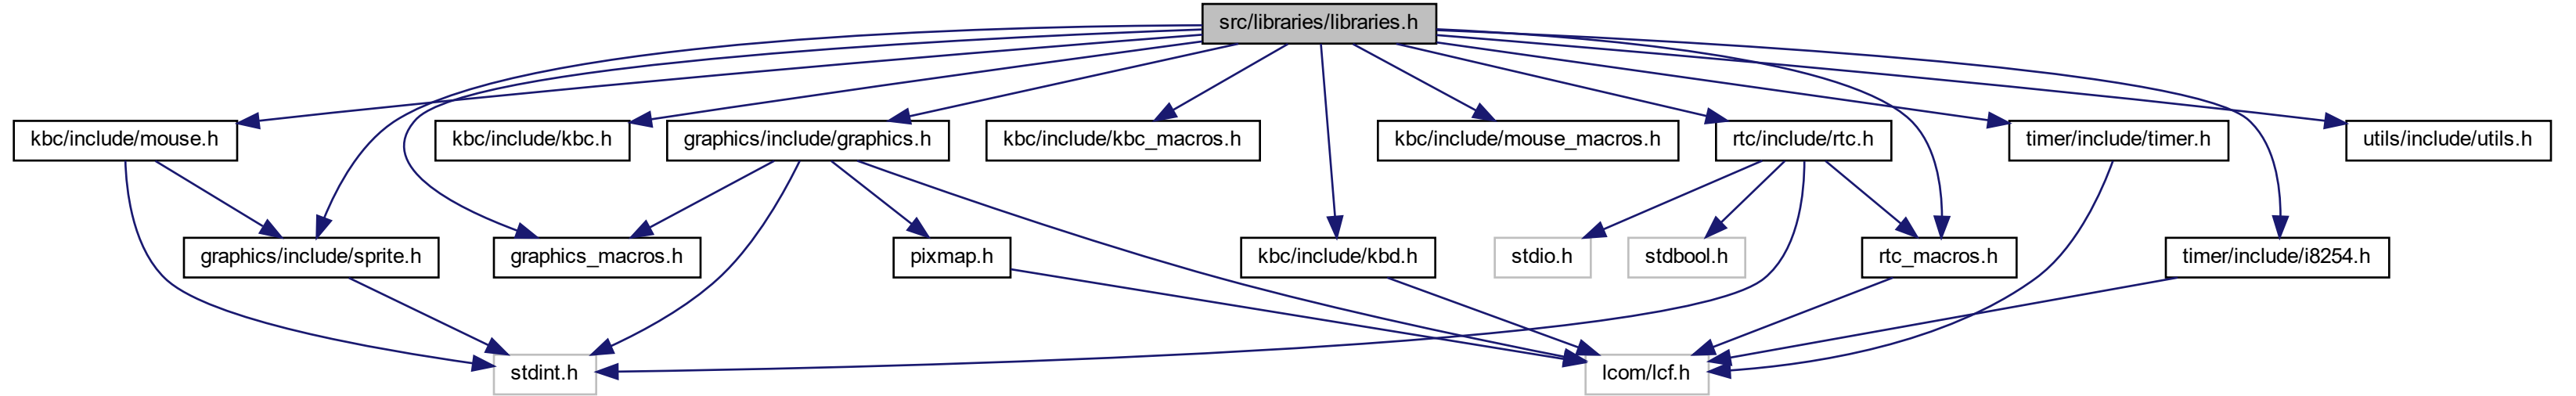 src/libraries/libraries.h
kbc/include/mouse.h
kbc/include/kbc.h
graphics/include/graphics.h
kbc/include/kbc_macros.h
kbc/include/mouse_macros.h
rtc/include/rtc.h
timer/include/timer.h
utils/include/utils.h
graphics/include/sprite.h
graphics_macros.h
pixmap.h
kbc/include/kbd.h
stdio.h
stdbool.h
rtc_macros.h
timer/include/i8254.h
stdint.h
lcom/lcf.h